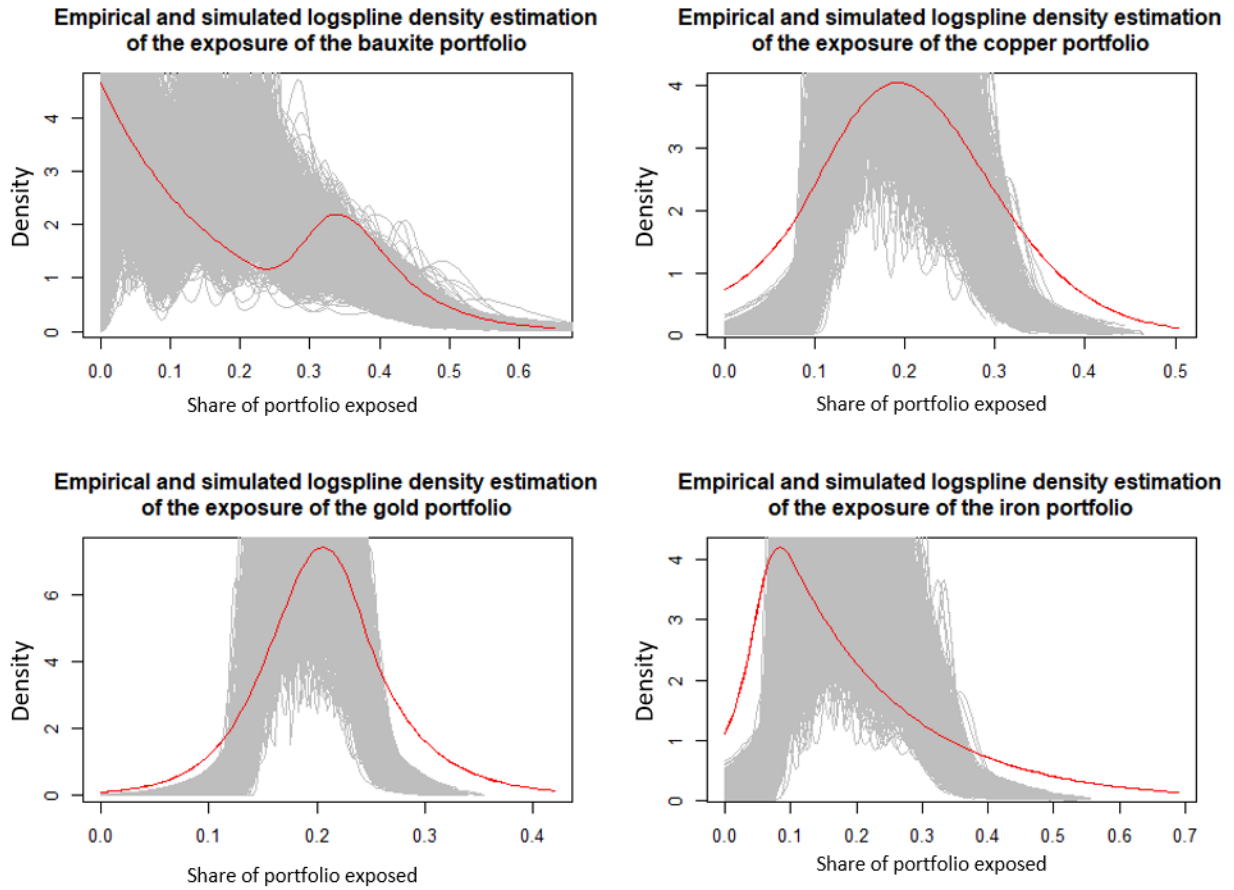 Empirical and simulated logspline density estimation
of the exposure of the bauxite portfolio
Density
4
3
2
1
0
0.0 0.1 0.2 0.3 0.4 0.5 0.6
Share of portfolio exposed
Empirical and simulated logspline density estimation
of the exposure of the copper portfolio
Density
4
3
2
1
0
0.0 0.1 0.2 0.3 0.4 0.5
Share of portfolio exposed
Empirical and simulated logspline density estimation
of the exposure of the gold portfolio
Density
6
4
2
0
0.0 0.1 0.2 0.3 0.4
Share of portfolio exposed
Empirical and simulated logspline density estimation
of the exposure of the iron portfolio
Density
4
3
2
1
0
0.0 0.1 0.2 0.3 0.4 0.5 0.6 0.7
Share of portfolio exposed